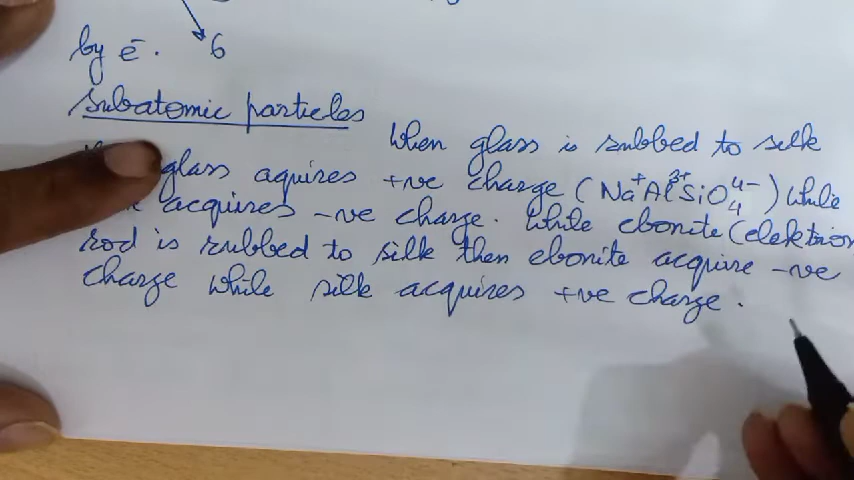 by e⁻. 6
Subatomic particles When glass is rubbed to silk
glass aquires +ve charge (Na⁺Al³⁺SiO₄⁴⁻) while
acquires -ve charge. While ebonite (elektrion
rod is rubbed to silk then ebonite acquire -ve
charge while silk acquires +ve charge.